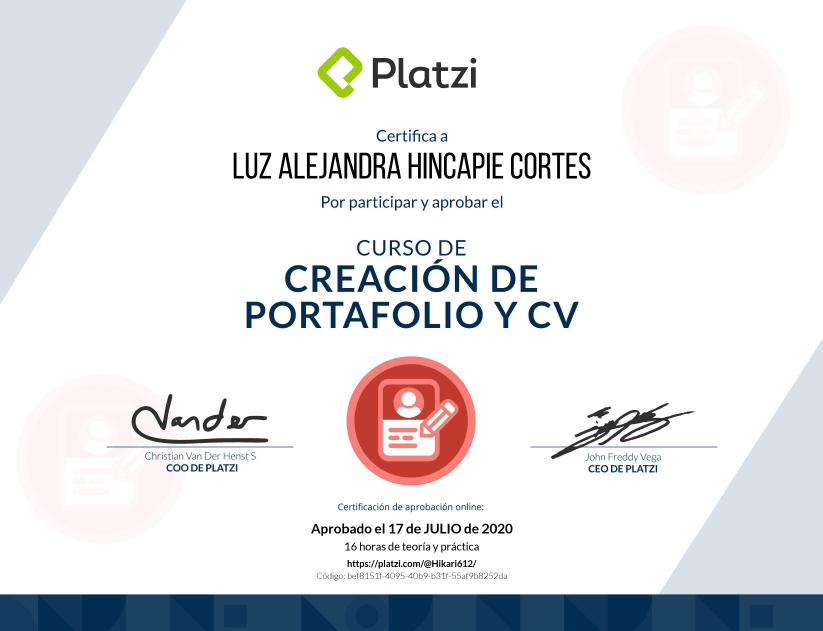 Platzi
Certifica a
LUZ ALEJANDRA HINCAPIE CORTES
Por participar y aprobar el
CURSO DE
CREACIÓN DE
PORTAFOLIO Y CV
Vander
Christian Van Der Henst S
COO DE PLATZI
John Freddy Vega
CEO DE PLATZI
Certificación de aprobación online:
Aprobado el 17 de JULIO de 2020
16 horas de teoría y práctica
https://platzi.com/@Hikari612/
Código: bef8151f-4095-40b9-b31f-55af9b8252da